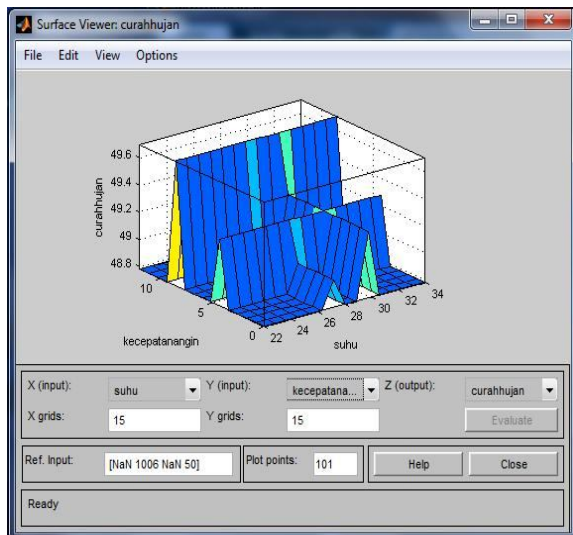 Surface Viewer: curahhujan
File Edit View Options
49.6
49.4
49.2
49
48.8
curahhujan
10
5
0
kecepatanangin
22 24 26 28 30 32 34
suhu
X (input): suhu Y (input): kecepatana... Z (output): curahhujan
X grids: 15 Y grids: 15 Evaluate
Ref. Input: [NaN 1006 NaN 50] Plot points: 101 Help Close
Ready